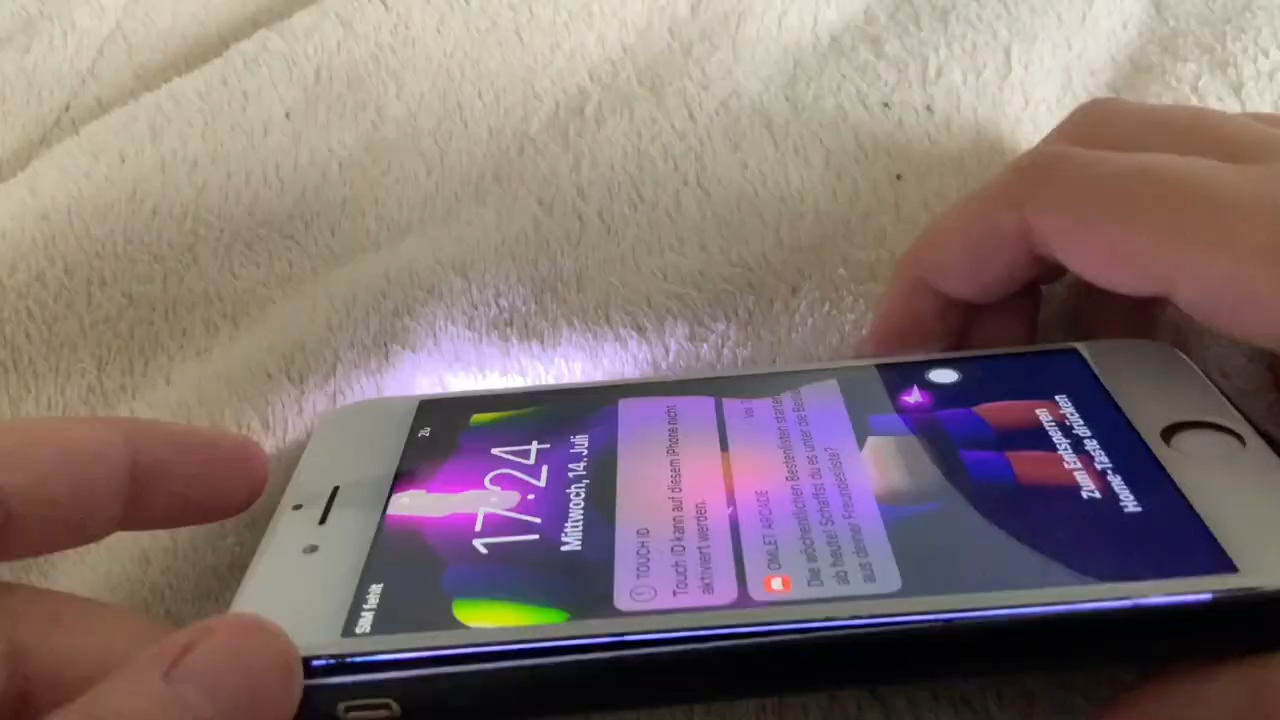 SIM fehlt
17:24
Mittwoch, 14. Juli
TOUCH ID
Touch ID kann auf diesem iPhone nicht
aktiviert werden.
OMLET ARCADE
Die wöchentlichen Bestenlisten starten
ab heute! Schaffst du es unter die Besten
aus deiner Freundesliste?
Zum Entsperren
Home-Taste drücken